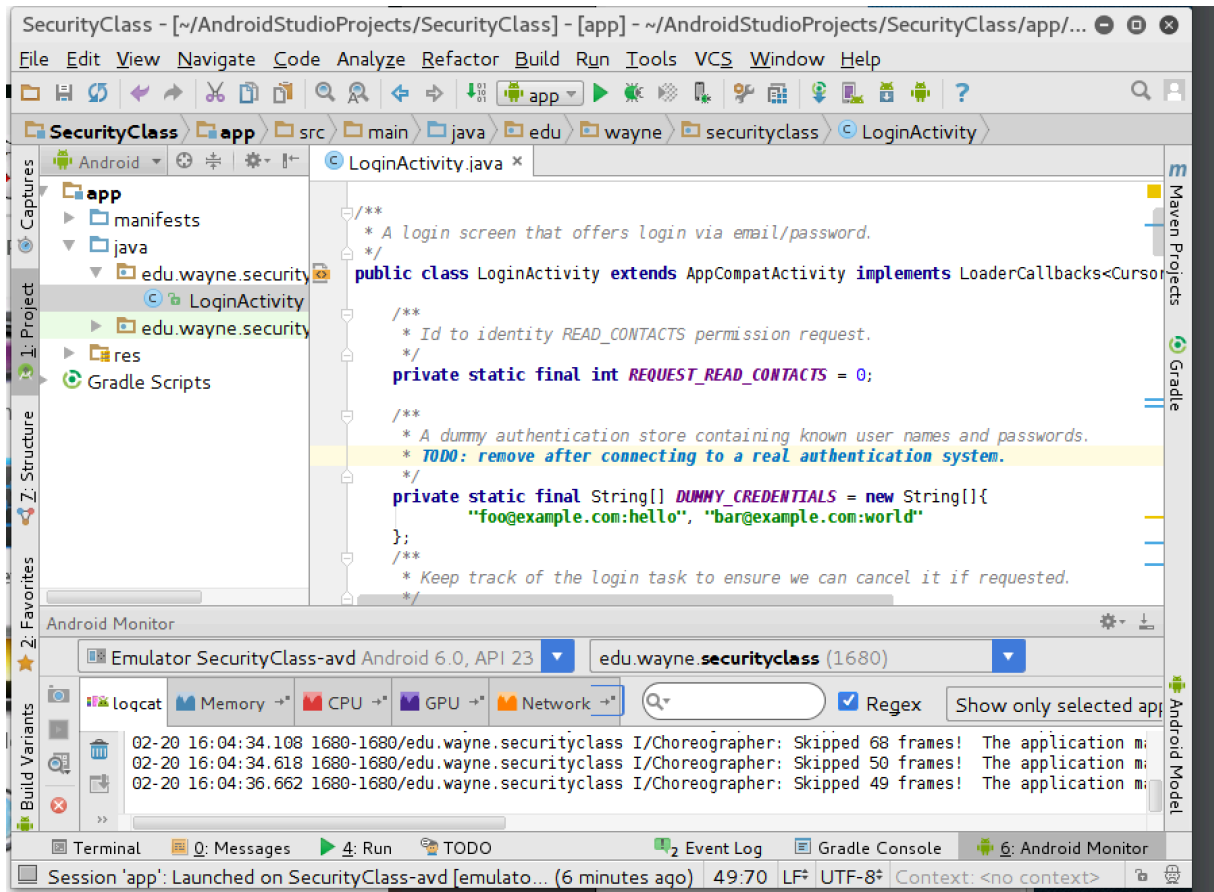 SecurityClass - [~/AndroidStudioProjects/SecurityClass] - [app] - ~/AndroidStudioProjects/SecurityClass/app/...
File Edit View Navigate Code Analyze Refactor Build Run Tools VCS Window Help
app
SecurityClass app src main java edu wayne securityclass LoginActivity
Android
LoginActivity.java
Captures
1: Project
Z: Structure
2: Favorites
Build Variants
app
manifests
java
edu.wayne.security
LoginActivity
edu.wayne.security
res
Gradle Scripts
/**
* A login screen that offers login via email/password.
*/
public class LoginActivity extends AppCompatActivity implements LoaderCallbacks<Cursor
/**
* Id to identity READ_CONTACTS permission request.
*/
private static final int REQUEST_READ_CONTACTS = 0;
/**
* A dummy authentication store containing known user names and passwords.
* TODO: remove after connecting to a real authentication system.
*/
private static final String[] DUMMY_CREDENTIALS = new String[]{
"foo@example.com:hello", "bar@example.com:world"
};
/**
* Keep track of the login task to ensure we can cancel it if requested.
*/
Maven Projects
Gradle
Android Model
Android Monitor
Emulator SecurityClass-avd Android 6.0, API 23
edu.wayne.securityclass (1680)
logcat Memory CPU GPU Network Regex Show only selected app
02-20 16:04:34.108 1680-1680/edu.wayne.securityclass I/Choreographer: Skipped 68 frames! The application ma
02-20 16:04:34.618 1680-1680/edu.wayne.securityclass I/Choreographer: Skipped 50 frames! The application ma
02-20 16:04:36.662 1680-1680/edu.wayne.securityclass I/Choreographer: Skipped 49 frames! The application ma
Terminal 0: Messages 4: Run TODO 2 Event Log Gradle Console 6: Android Monitor
Session 'app': Launched on SecurityClass-avd [emulato... (6 minutes ago) 49:70 LF UTF-8 Context: <no context>